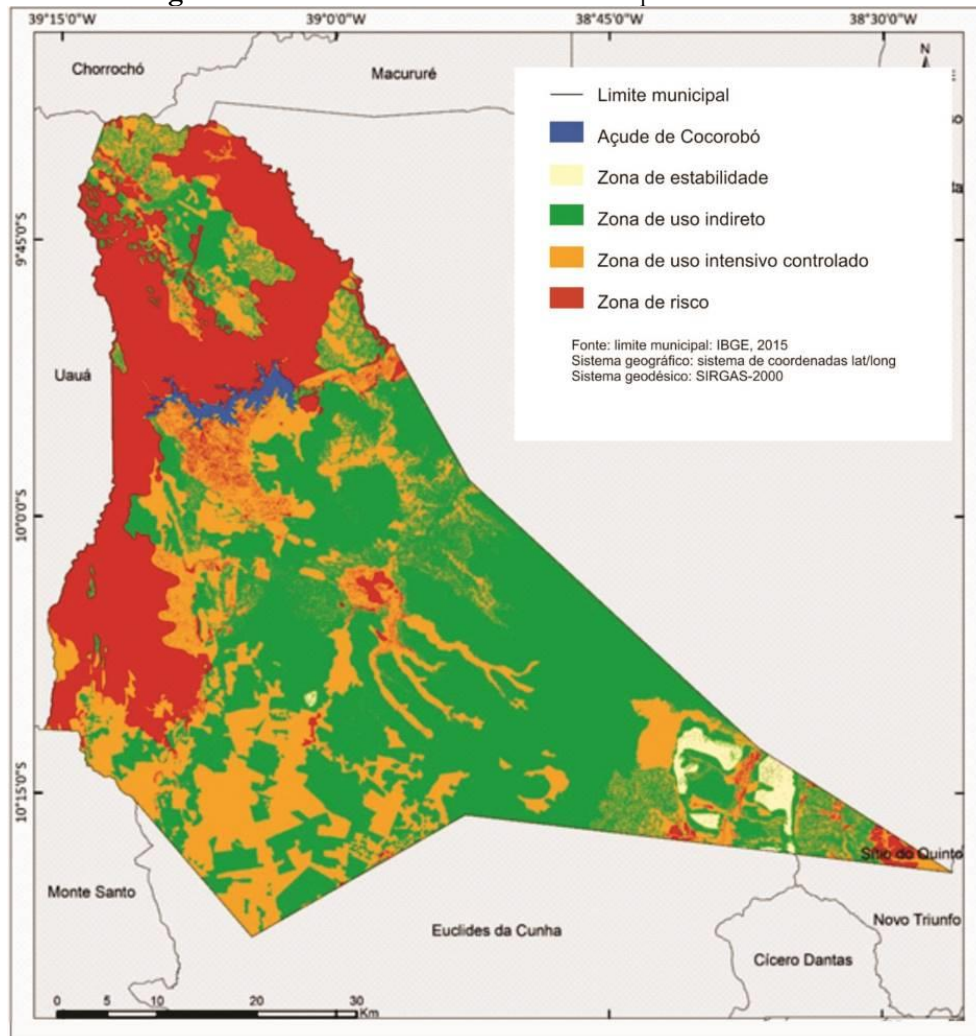 39°15'0"W 39°0'0"W 38°45'0"W 38°30'0"W
Chorrochó
Macururé
N
Limite municipal
Açude de Cocorobó
Zona de estabilidade
Zona de uso indireto
Zona de uso intensivo controlado
Zona de risco
Fonte: limite municipal: IBGE, 2015
Sistema geográfico: sistema de coordenadas lat/long
Sistema geodésico: SIRGAS-2000
9°45'0"S
Uauá
10°0'0"S
10°15'0"S
Sítio do Quinto
Monte Santo
Novo Triunfo
Euclides da Cunha
Cícero Dantas
0 5 10 20 30
Km